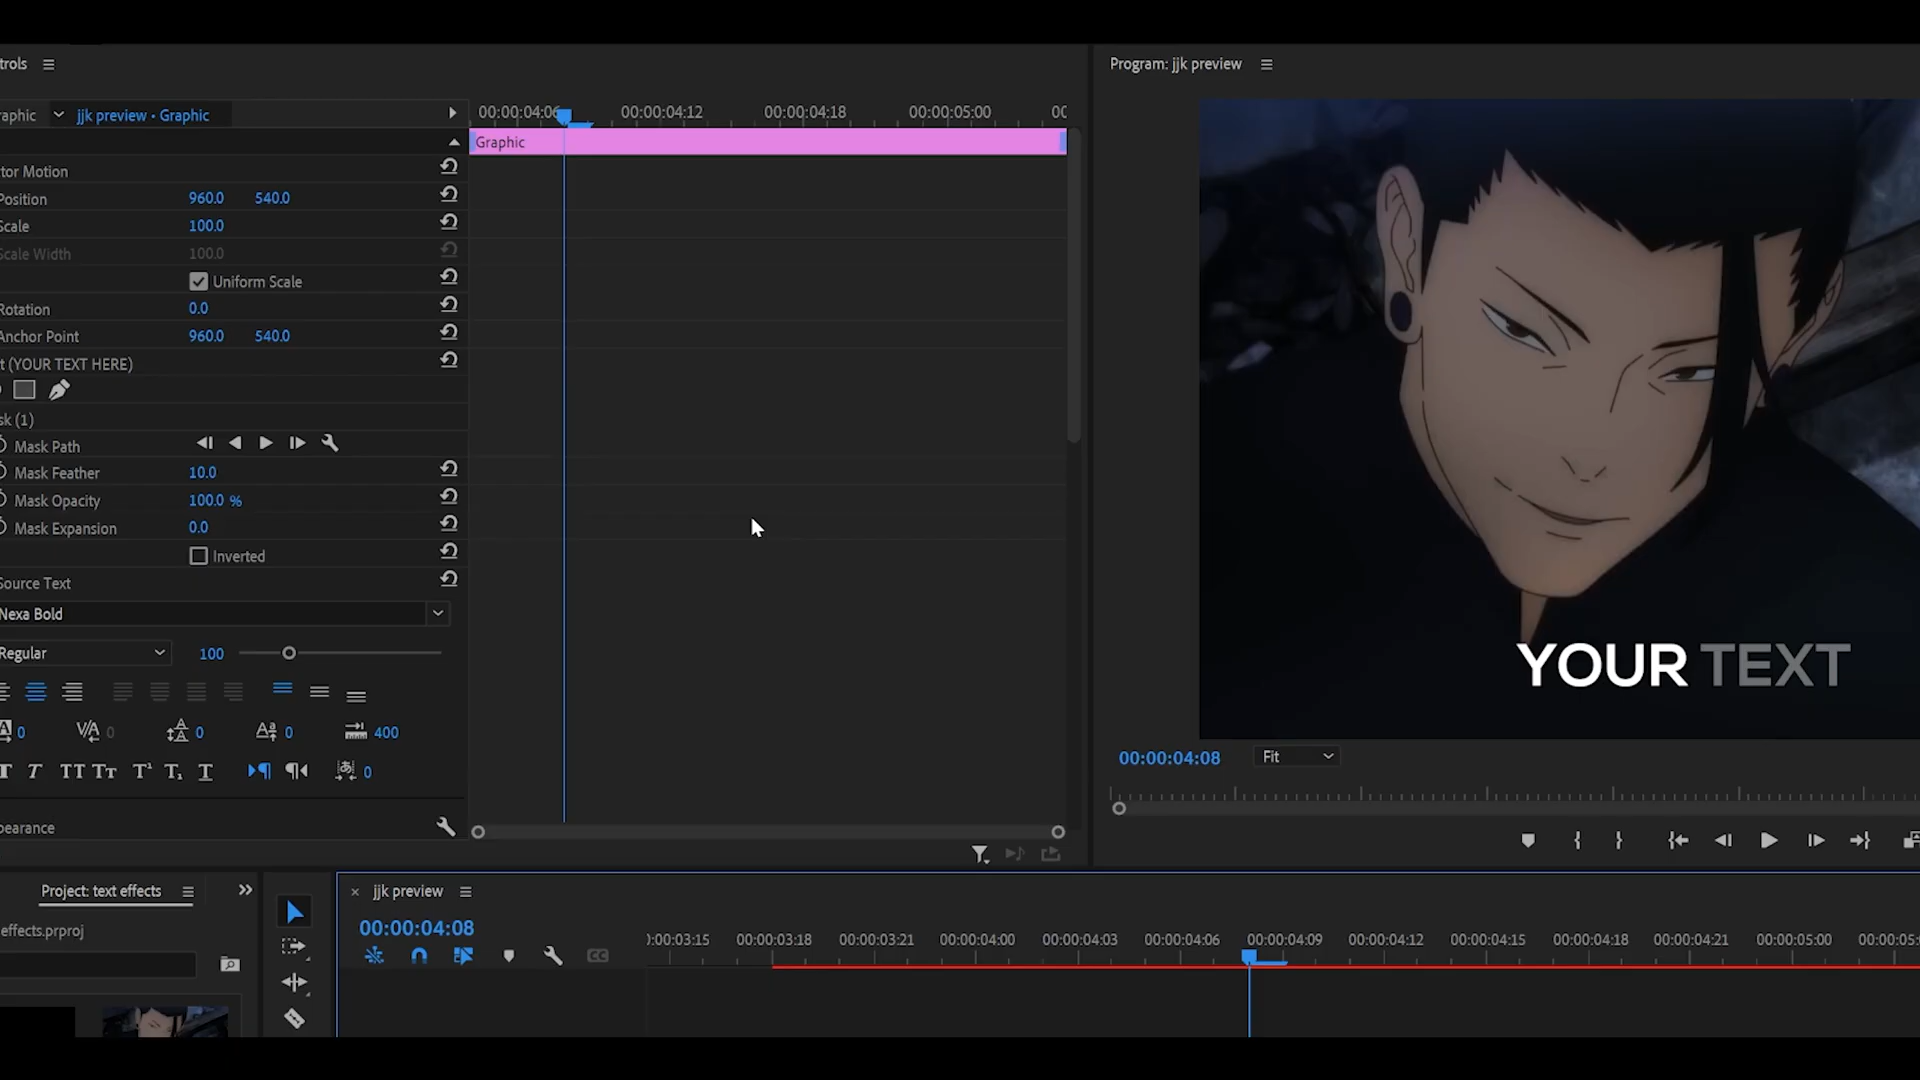 trols
Program: jjk preview
raphic jjk preview • Graphic
00:00:04:06 00:00:04:12 00:00:04:18 00:00:05:00 00
Graphic
tor Motion
Position 960.0 540.0
Scale 100.0
Scale Width 100.0
Uniform Scale
Rotation 0.0
Anchor Point 960.0 540.0
t (YOUR TEXT HERE)
sk (1)
Mask Path
Mask Feather 10.0
Mask Opacity 100.0 %
Mask Expansion 0.0
Inverted
Source Text
Nexa Bold
Regular 100
0 0 0 0 400
0
pearance
YOUR TEXT
00:00:04:08 Fit
Project: text effects
effects.prproj
jjk preview
00:00:04:08
):00:03:15 00:00:03:18 00:00:03:21 00:00:04:00 00:00:04:03 00:00:04:06 00:00:04:09 00:00:04:12 00:00:04:15 00:00:04:18 00:00:04:21 00:00:05:00 00:00:05:0